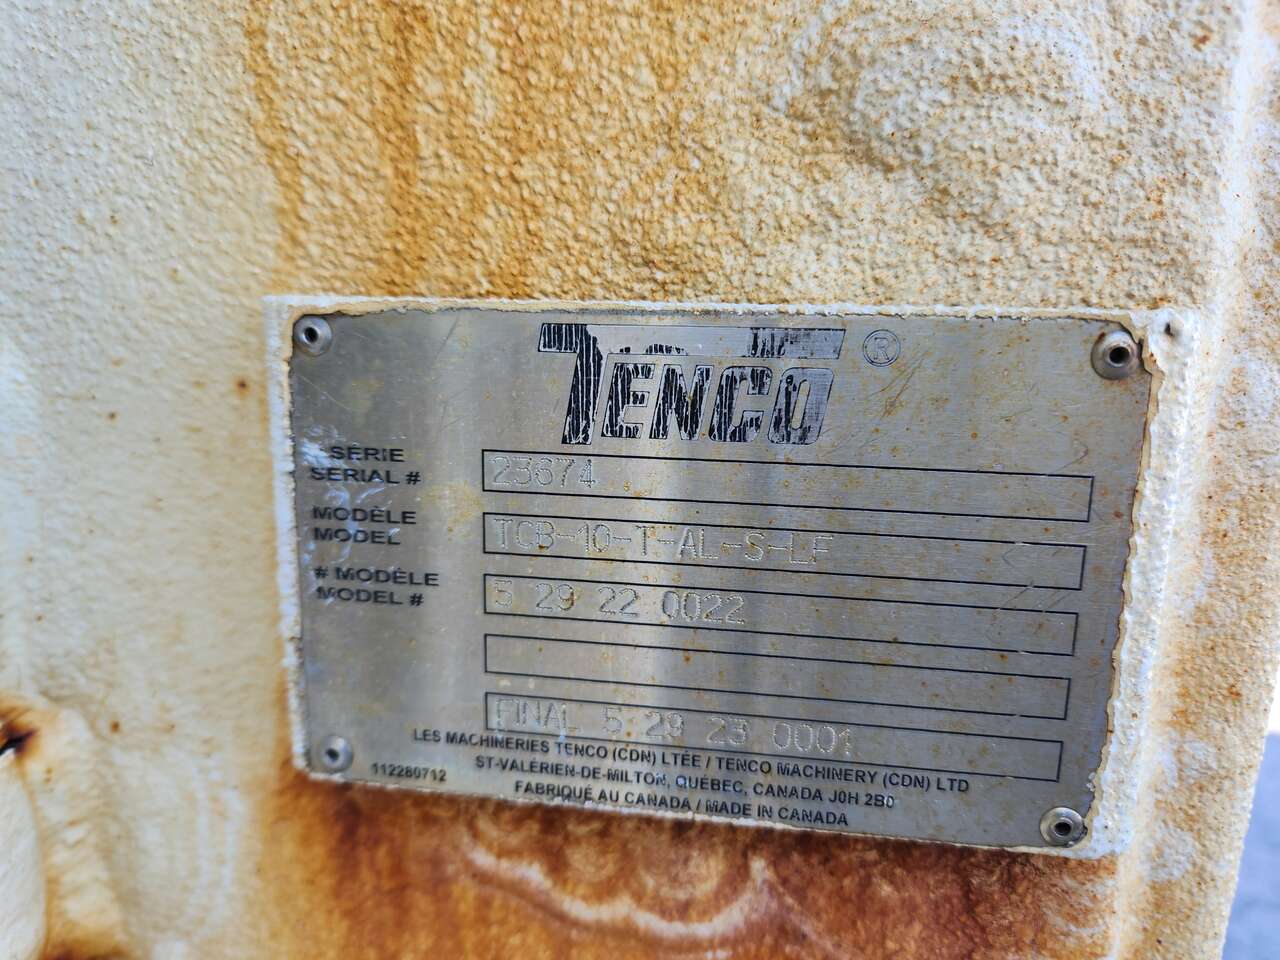 TENCO ®
SÉRIE
SERIAL # 23674
MODÈLE
MODEL TCB-10-T-AL-S-LF
# MODÈLE
MODEL # 5 29 22 0022
FINAL 5 29 23 0001
LES MACHINERIES TENCO (CDN) LTÉE / TENCO MACHINERY (CDN) LTD
112280712 ST-VALÉRIEN-DE-MILTON, QUÉBEC, CANADA J0H 2B0
FABRIQUÉ AU CANADA / MADE IN CANADA